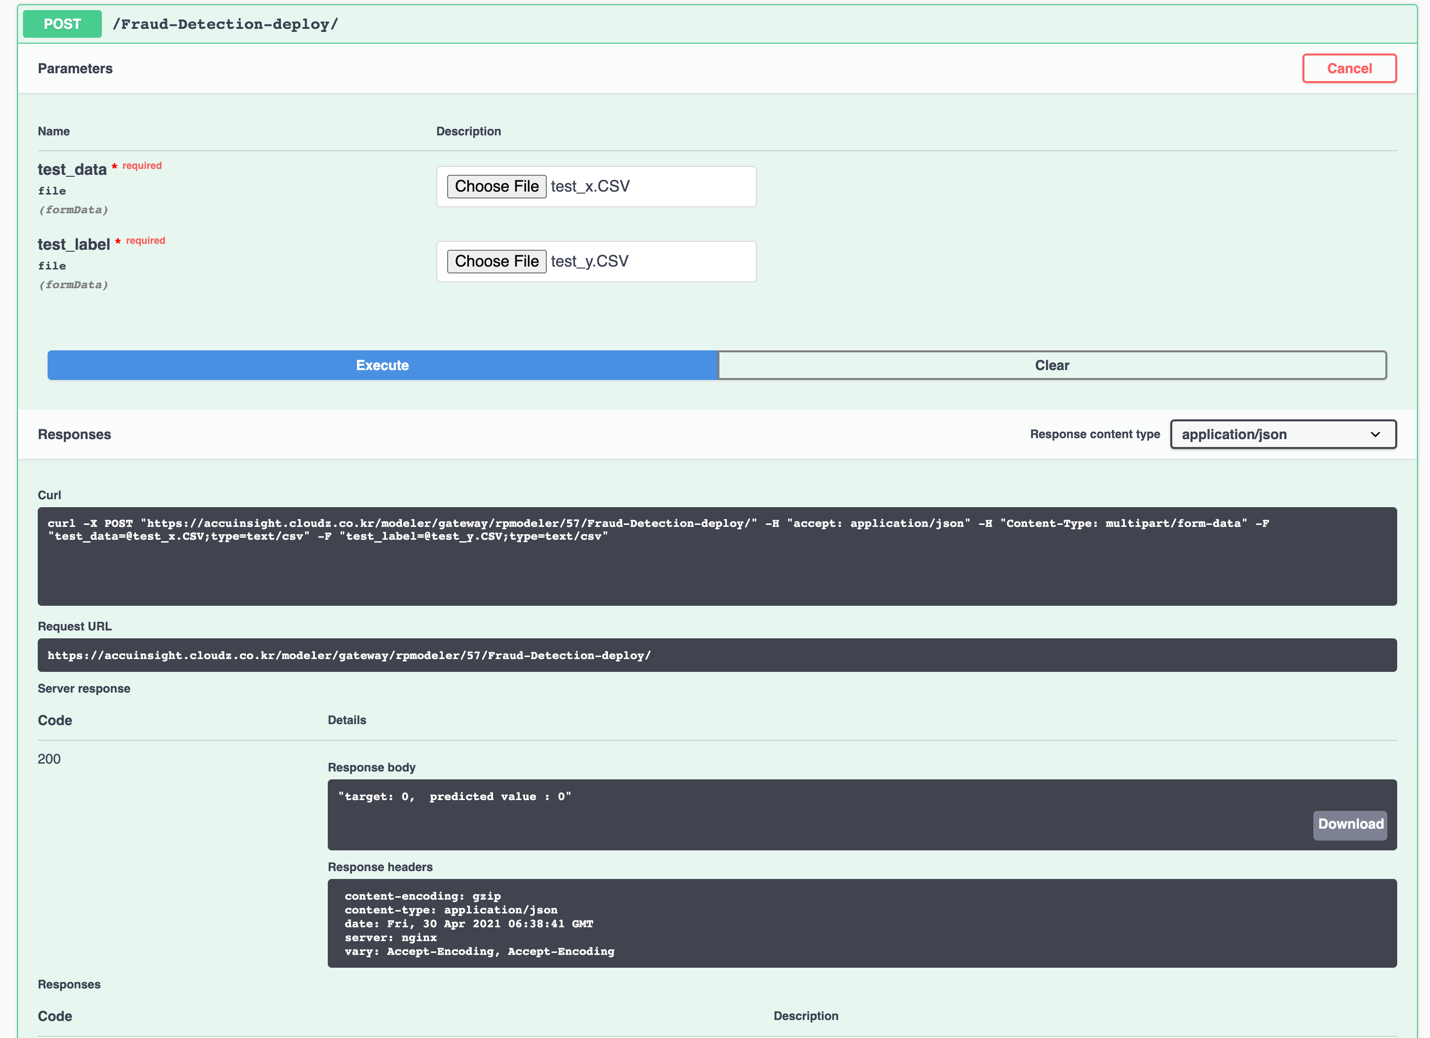 POST /Fraud-Detection-deploy/
Parameters
Cancel
Name Description
test_data * required
file
(formData)
Choose File test_x.CSV
test_label * required
file
(formData)
Choose File test_y.CSV
Execute Clear
Responses
Response content type application/json
Curl
curl -X POST "https://accuinsight.cloudz.co.kr/modeler/gateway/rpmodeler/57/Fraud-Detection-deploy/" -H "accept: application/json" -H "Content-Type: multipart/form-data" -F
"test_data=@test_x.CSV;type=text/csv" -F "test_label=@test_y.CSV;type=text/csv"
Request URL
https://accuinsight.cloudz.co.kr/modeler/gateway/rpmodeler/57/Fraud-Detection-deploy/
Server response
Code Details
200
Response body
"target: 0,  predicted value : 0"
Download
Response headers
content-encoding: gzip
content-type: application/json
date: Fri, 30 Apr 2021 06:38:41 GMT
server: nginx
vary: Accept-Encoding, Accept-Encoding
Responses
Code Description